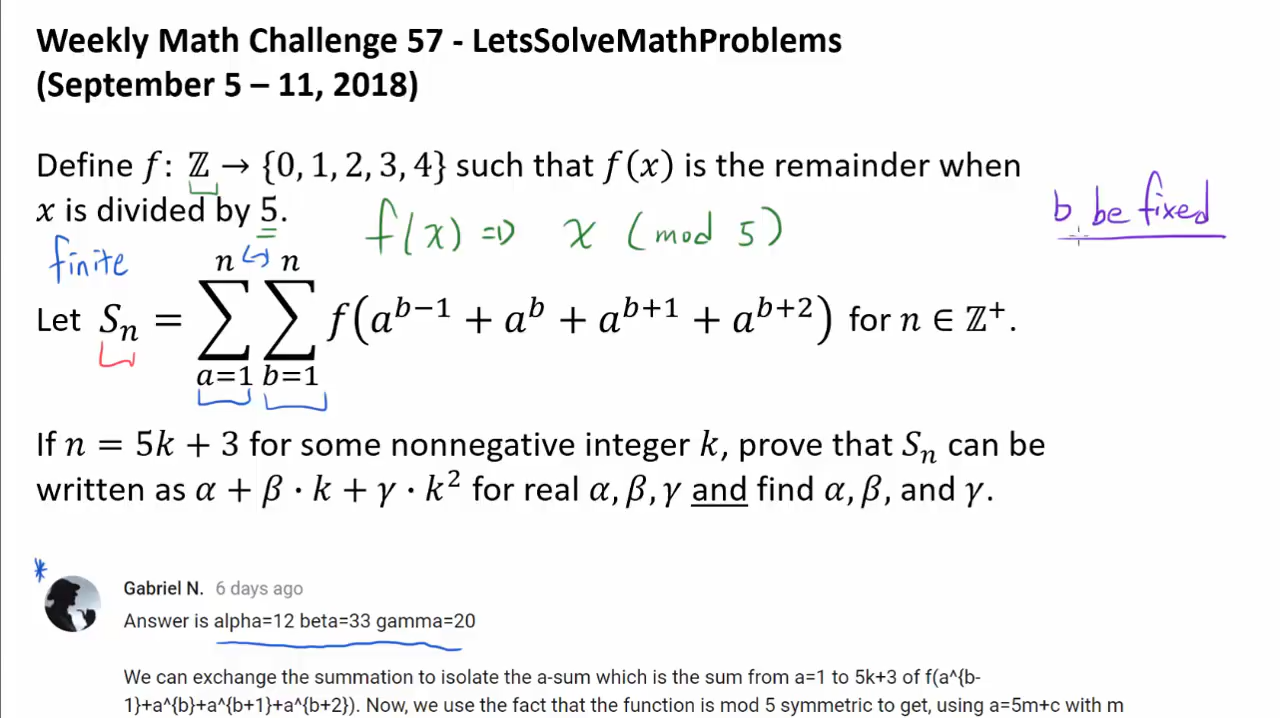 Weekly Math Challenge 57 - LetsSolveMathProblems
(September 5 – 11, 2018)
Define f: ℤ → {0, 1, 2, 3, 4} such that f(x) is the remainder when
x is divided by 5.
f(x) ⇒ x (mod 5)
b be fixed
finite
Let Sₙ = ∑_{a=1}^{n} ∑_{b=1}^{n} f(a^{b−1} + a^{b} + a^{b+1} + a^{b+2}) for n ∈ ℤ⁺.
If n = 5k + 3 for some nonnegative integer k, prove that Sₙ can be
written as α + β · k + γ · k² for real α, β, γ and find α, β, and γ.
*
Gabriel N. 6 days ago
Answer is alpha=12 beta=33 gamma=20
We can exchange the summation to isolate the a-sum which is the sum from a=1 to 5k+3 of f(a^{b-
1}+a^{b}+a^{b+1}+a^{b+2}). Now, we use the fact that the function is mod 5 symmetric to get, using a=5m+c with m